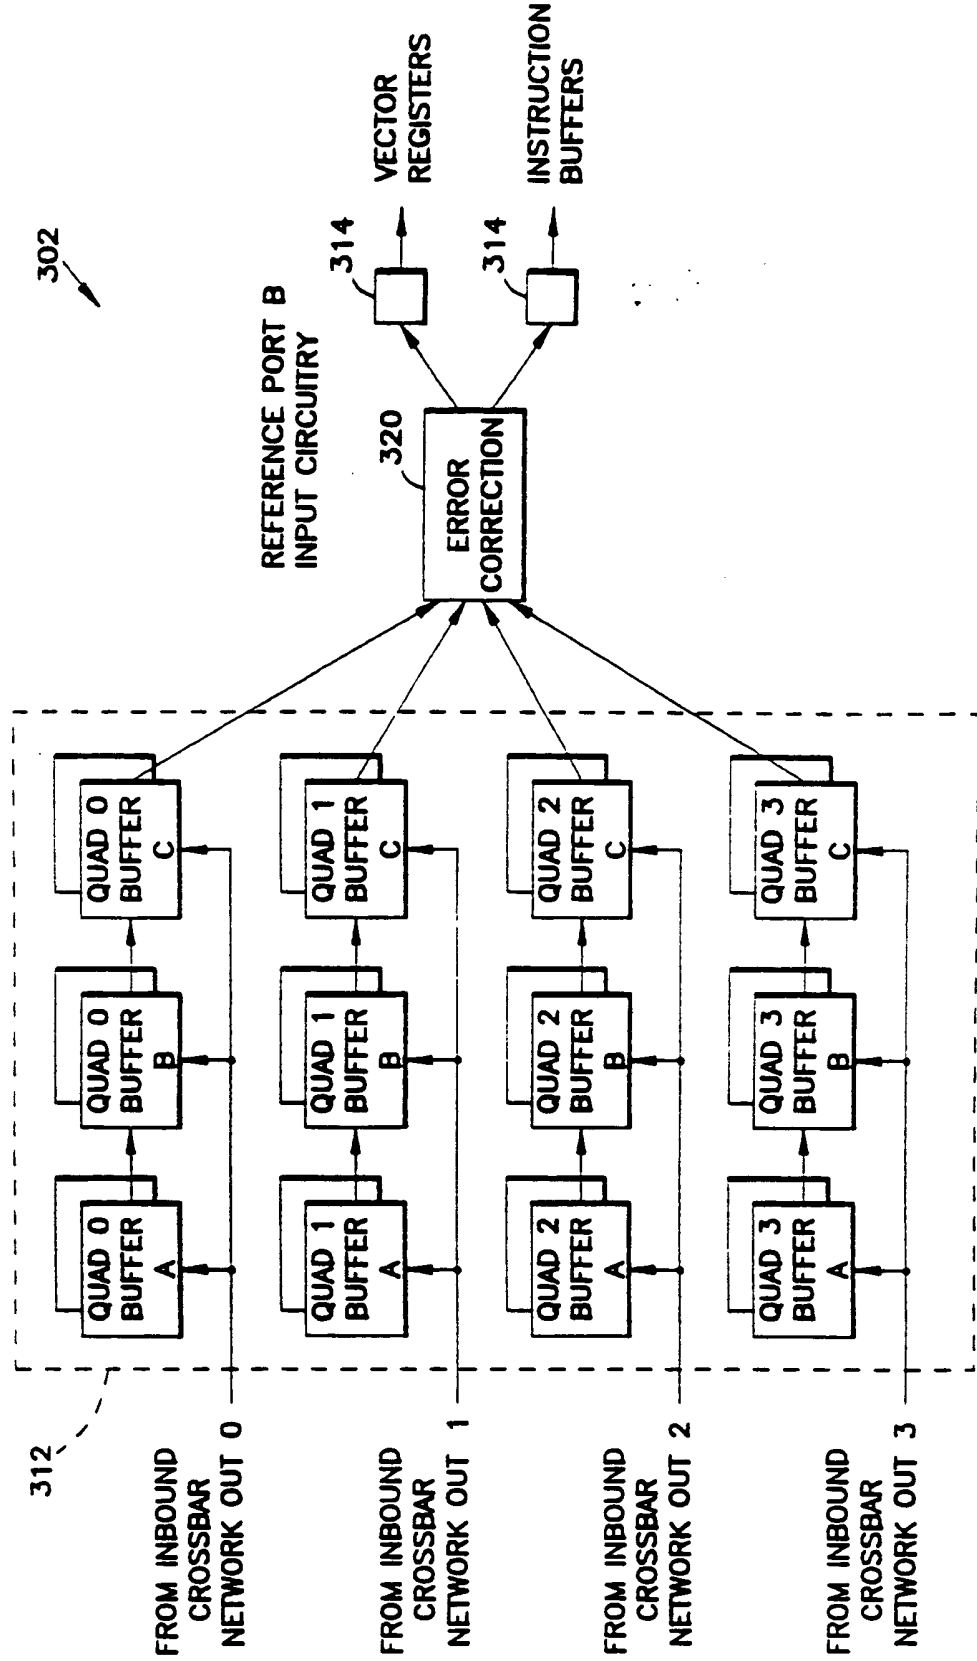 302
REFERENCE PORT B
INPUT CIRCUITRY
312
FROM INBOUND
CROSSBAR
NETWORK OUT 0
QUAD 0
BUFFER
A
QUAD 0
BUFFER
B
QUAD 0
BUFFER
C
FROM INBOUND
CROSSBAR
NETWORK OUT 1
QUAD 1
BUFFER
A
QUAD 1
BUFFER
B
QUAD 1
BUFFER
C
FROM INBOUND
CROSSBAR
NETWORK OUT 2
QUAD 2
BUFFER
A
QUAD 2
BUFFER
B
QUAD 2
BUFFER
C
FROM INBOUND
CROSSBAR
NETWORK OUT 3
QUAD 3
BUFFER
A
QUAD 3
BUFFER
B
QUAD 3
BUFFER
C
320
ERROR
CORRECTION
314
VECTOR
REGISTERS
314
INSTRUCTION
BUFFERS